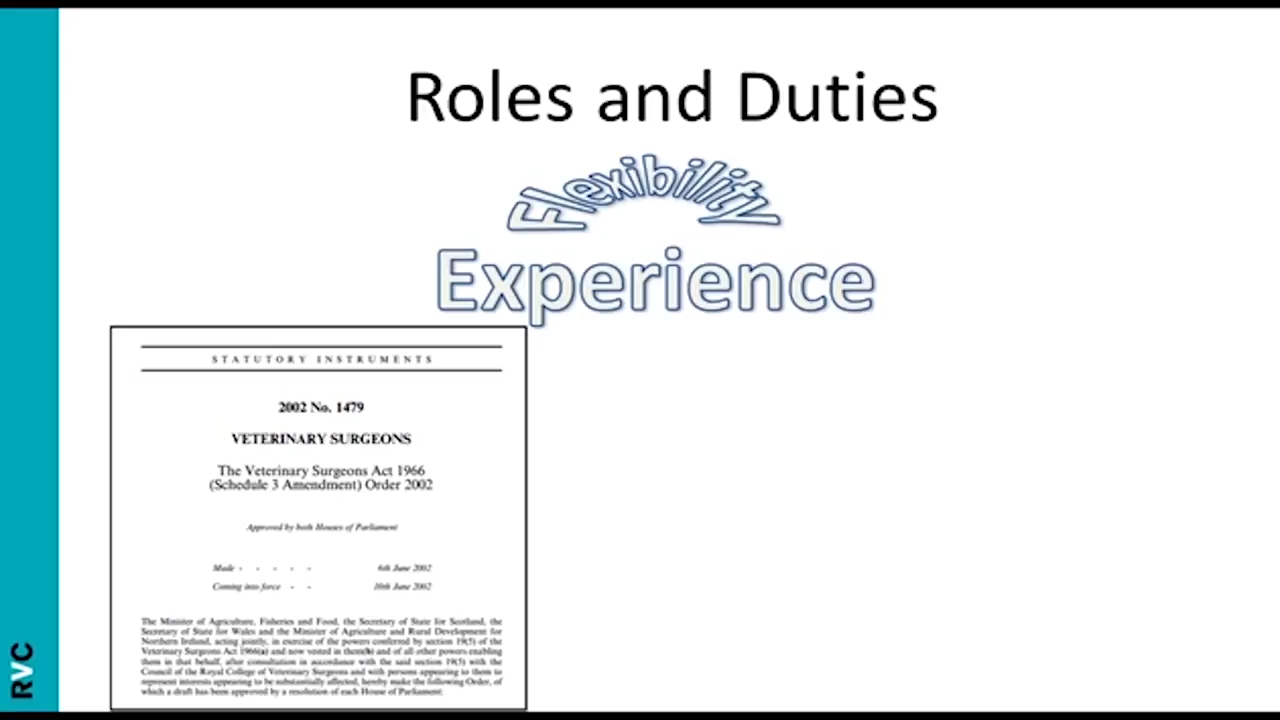 Roles and Duties
Flexibility
Experience
STATUTORY INSTRUMENTS
2002 No. 1479
VETERINARY SURGEONS
The Veterinary Surgeons Act 1966
(Schedule 3 Amendment) Order 2002
Approved by both Houses of Parliament
Made - - - - - 6th June 2002
Coming into force - - 10th June 2002
The Minister of Agriculture, Fisheries and Food, the Secretary of State for Scotland, the
Secretary of State for Wales and the Minister of Agriculture and Rural Development for
Northern Ireland, acting jointly, in exercise of the powers conferred by section 19(5) of the
Veterinary Surgeons Act 1966(a) and now vested in them(b) and of all other powers enabling
them in that behalf, after consultation in accordance with the said section 19(5) with the
Council of the Royal College of Veterinary Surgeons and with persons appearing to them to
represent interests appearing to be substantially affected, hereby make the following Order, of
which a draft has been approved by a resolution of each House of Parliament:
RVC